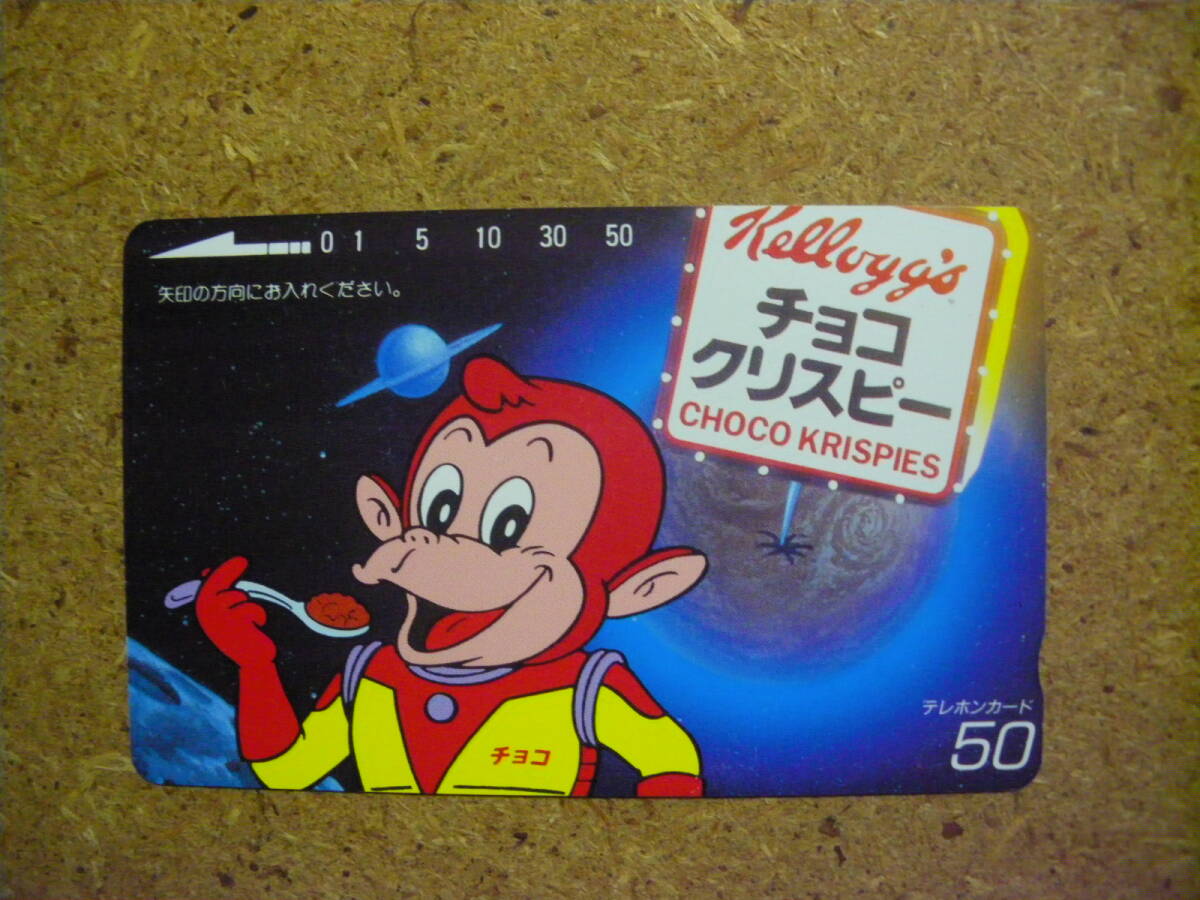 0 1 5 10 30 50
矢印の方向にお入れください。
Kellogg's
チョコ
クリスピー
CHOCO KRISPIES
チョコ
テレホンカード
50